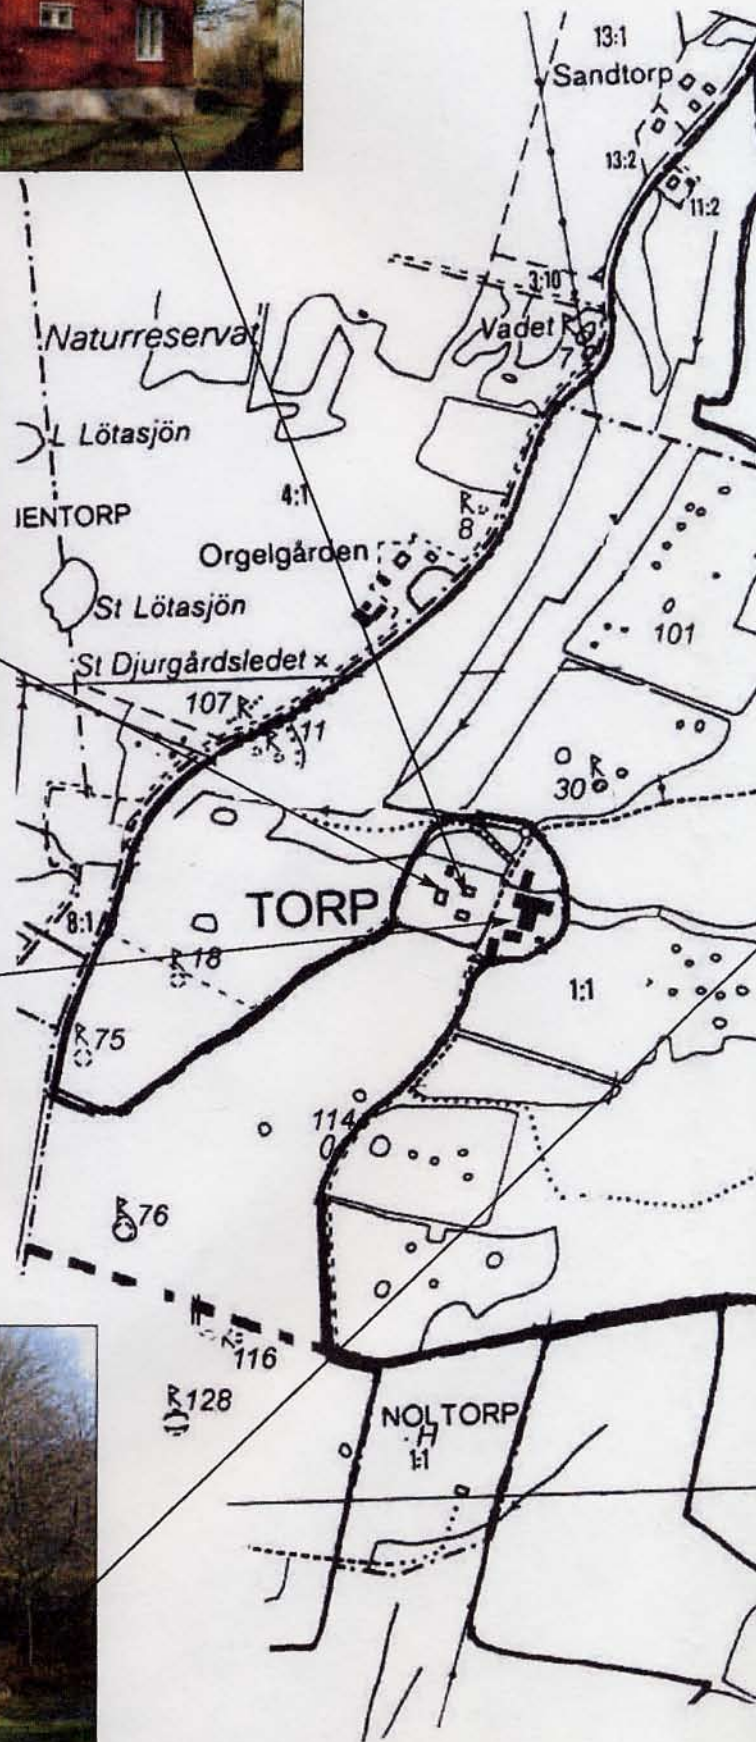 13:1
Sandtorp
13:2
11:2
3:10
Vadet R
7
Naturreservat
L Lötasjön
4:1
R
8
IENTORP
Orgelgården
St Lötasjön
101
St Djurgårdsledet ×
107 R
R 11
R
30
TORP
8:1
R 18
1:1
R 75
114
R 76
R
116
R 128
NOLTORP
H
1:1